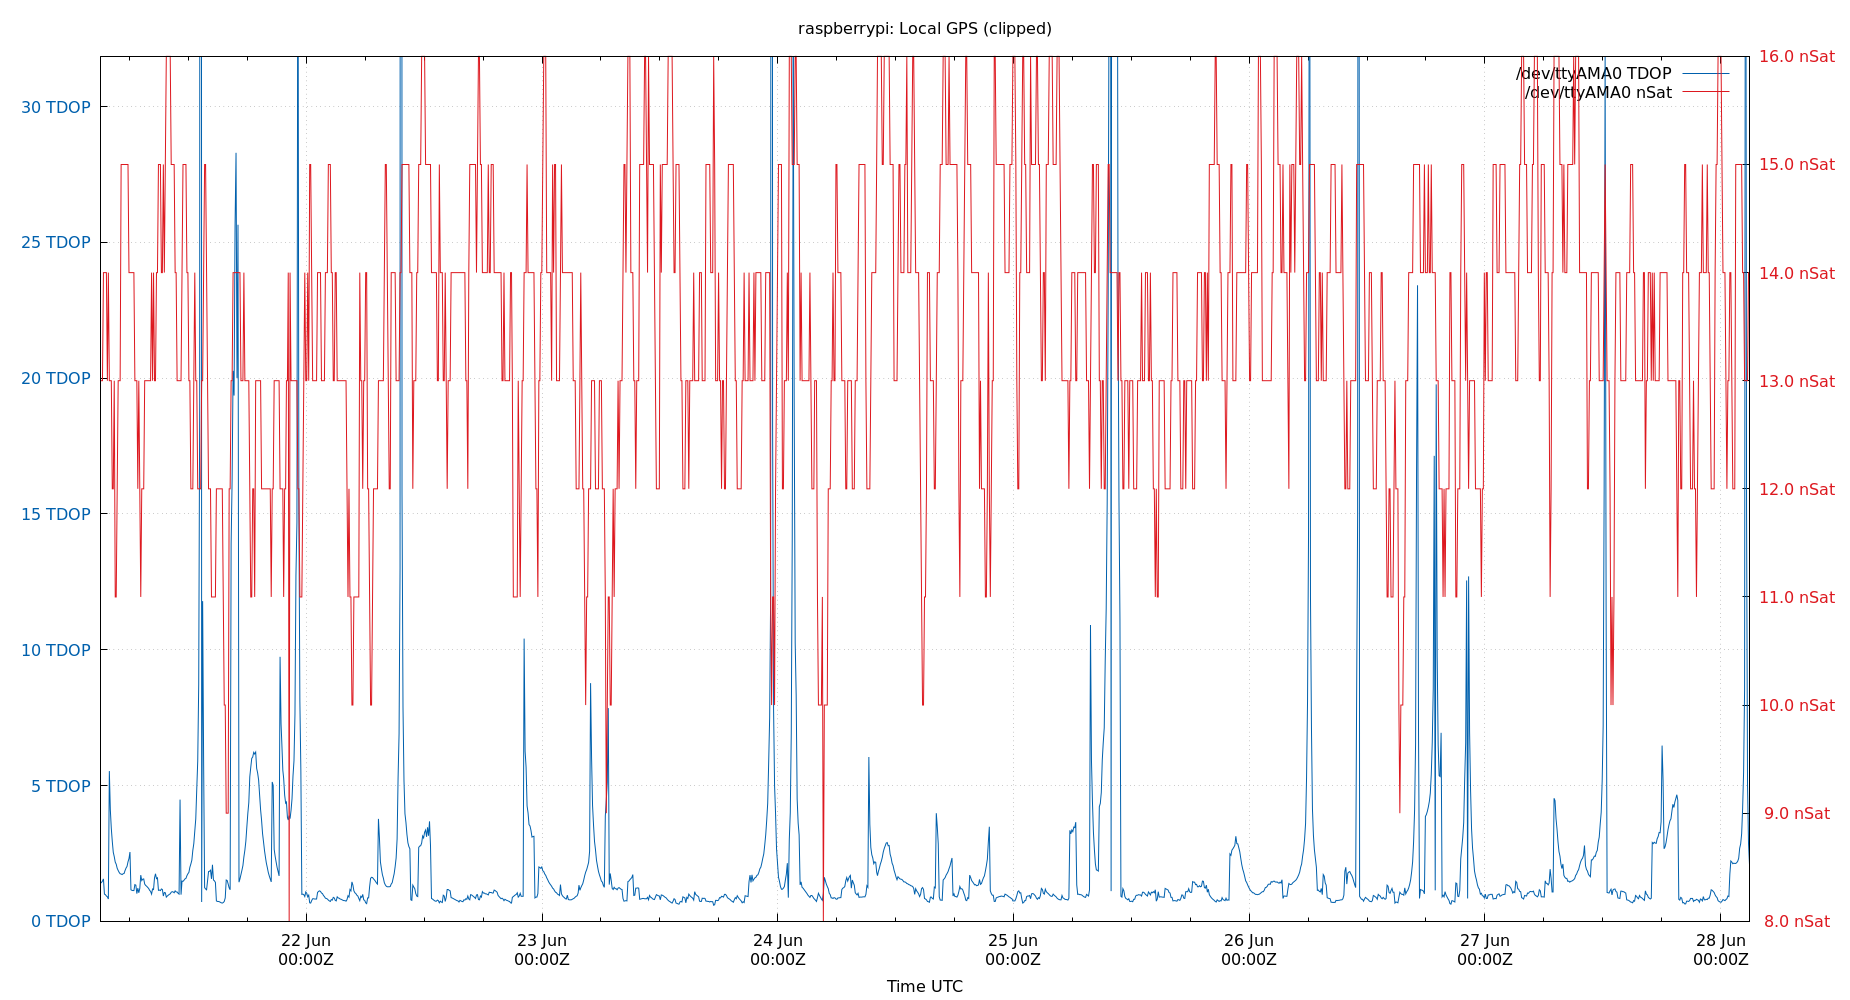 raspberrypi: Local GPS (clipped)
/dev/ttyAMA0 TDOP
/dev/ttyAMA0 nSat
30 TDOP
25 TDOP
20 TDOP
15 TDOP
10 TDOP
5 TDOP
0 TDOP
16.0 nSat
15.0 nSat
14.0 nSat
13.0 nSat
12.0 nSat
11.0 nSat
10.0 nSat
9.0 nSat
8.0 nSat
22 Jun 23 Jun 24 Jun 25 Jun 26 Jun 27 Jun 28 Jun
00:00Z 00:00Z 00:00Z 00:00Z 00:00Z 00:00Z 00:00Z
Time UTC